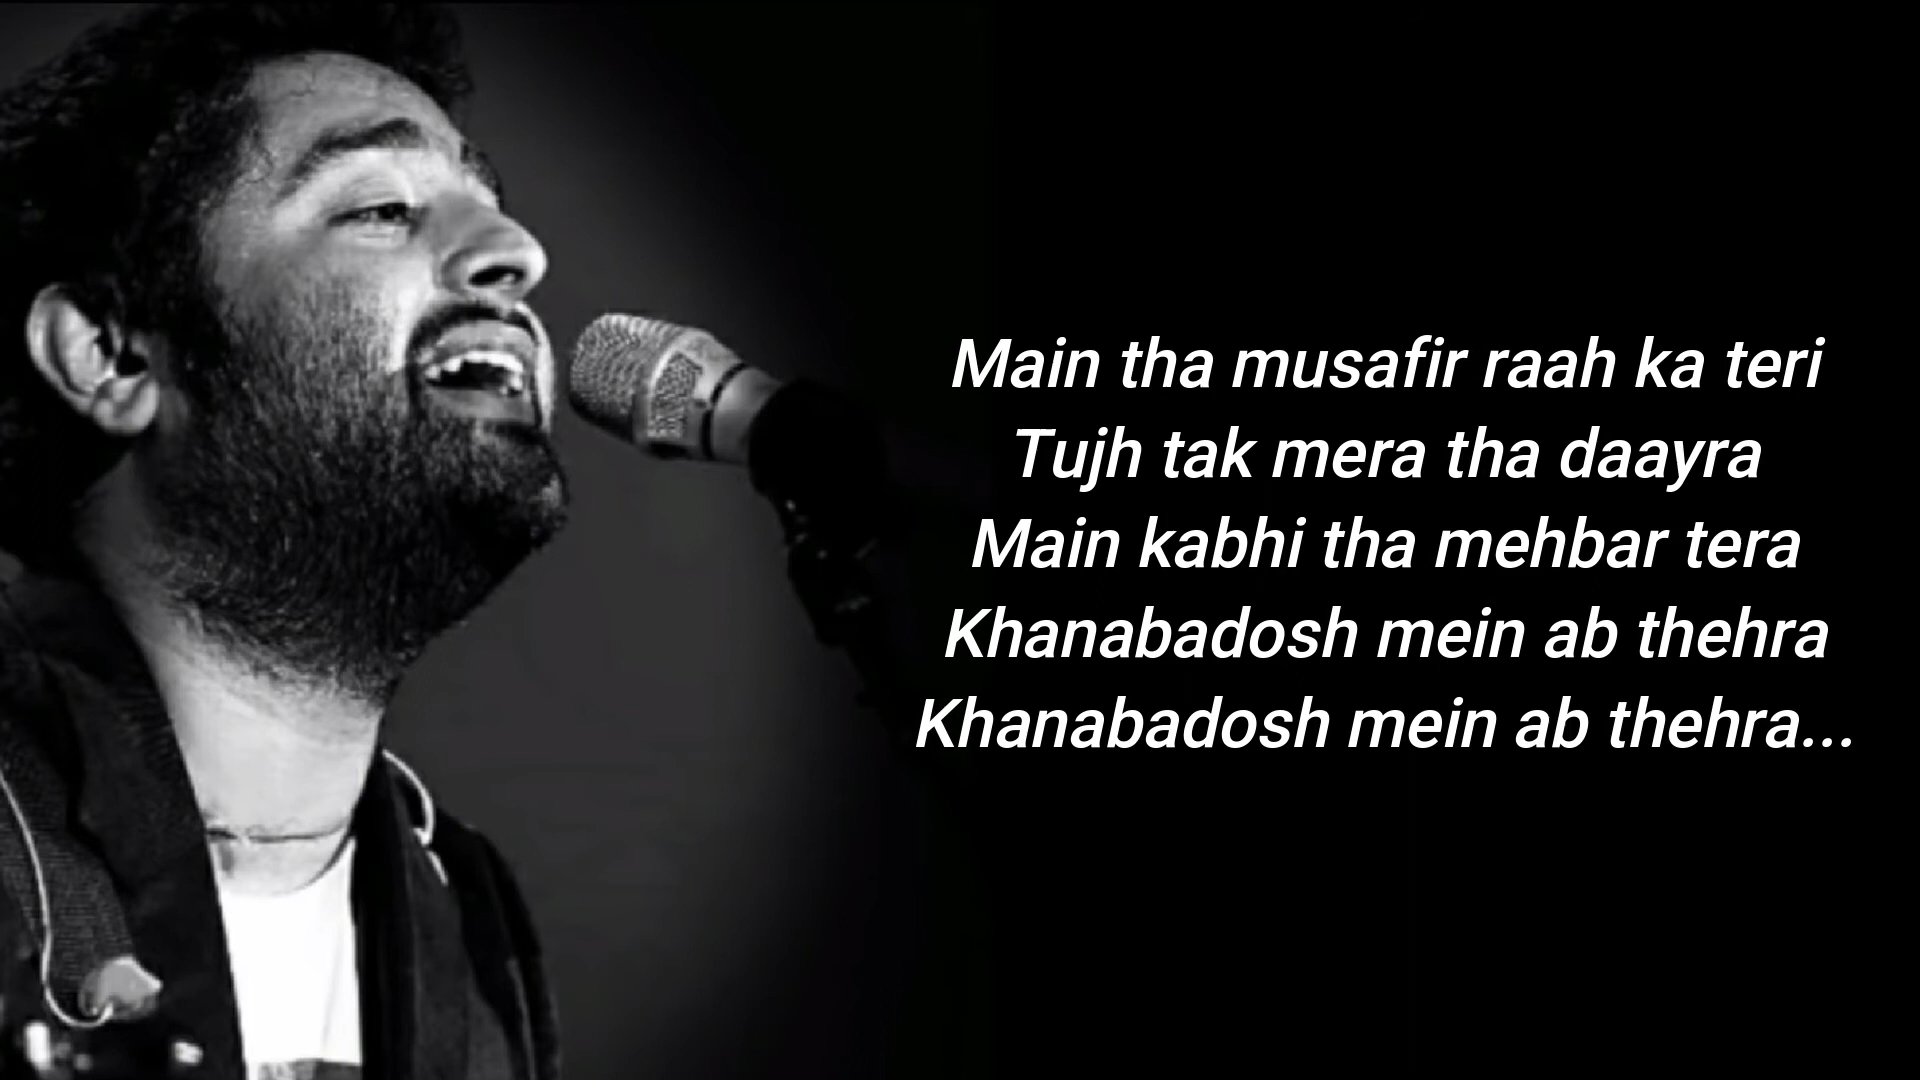 Main tha musafir raah ka teri
Tujh tak mera tha daayra
Main kabhi tha mehbar tera
Khanabadosh mein ab thehra
Khanabadosh mein ab thehra...